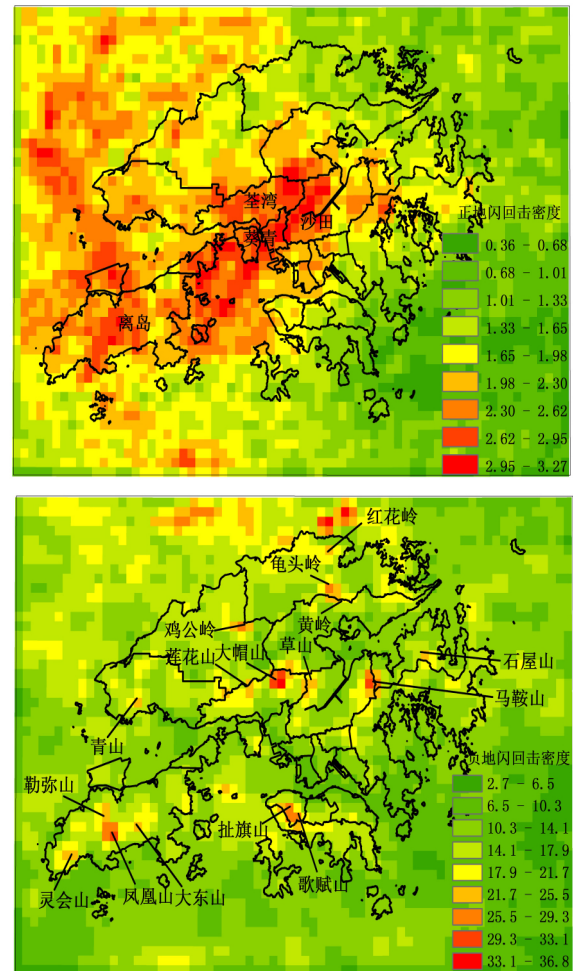 荃湾
葵青
沙田
离岛
正地闪回击密度
0.36 - 0.68
0.68 - 1.01
1.01 - 1.33
1.33 - 1.65
1.65 - 1.98
1.98 - 2.30
2.30 - 2.62
2.62 - 2.95
2.95 - 3.27
红花岭
龟头岭
鸡公岭
黄岭
莲花山
大帽山
草山
石屋山
马鞍山
青山
勒弥山
扯旗山
灵会山
凤凰山
大东山
歌赋山
负地闪回击密度
2.7 - 6.5
6.5 - 10.3
10.3 - 14.1
14.1 - 17.9
17.9 - 21.7
21.7 - 25.5
25.5 - 29.3
29.3 - 33.1
33.1 - 36.8